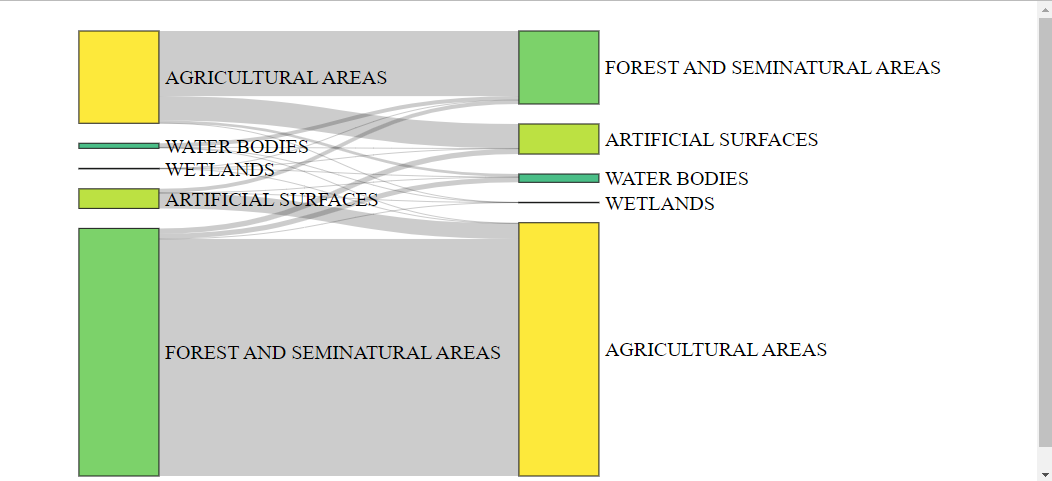 AGRICULTURAL AREAS
WATER BODIES
WETLANDS
ARTIFICIAL SURFACES
FOREST AND SEMINATURAL AREAS
FOREST AND SEMINATURAL AREAS
ARTIFICIAL SURFACES
WATER BODIES
WETLANDS
AGRICULTURAL AREAS